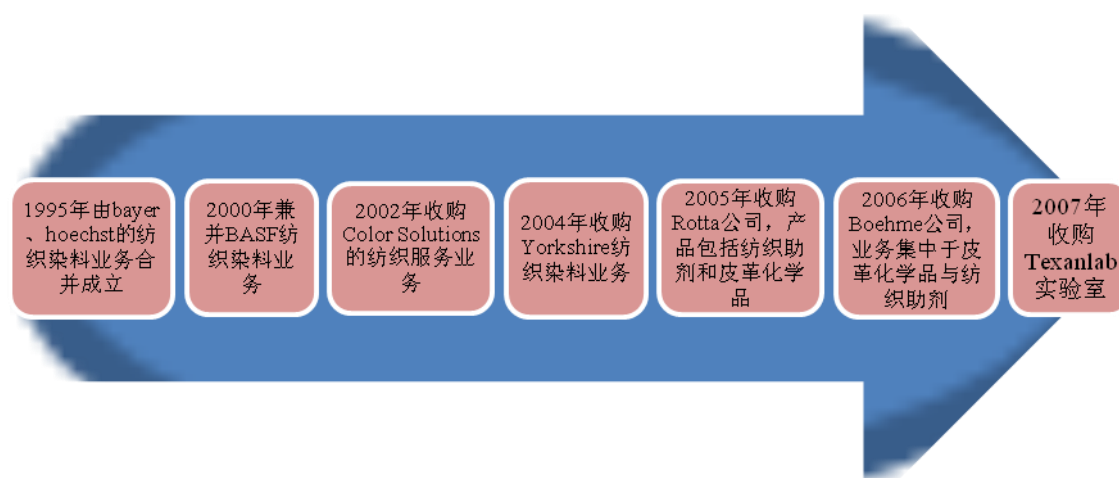 1995年由bayer
、hoechst的纺
织染料业务合
并成立
2000年兼
并BASF纺
织染料业
务
2002年收购
Color Solutions
的纺织服务业
务
2004年收购
Yorkshire纺
织染料业务
2005年收购
Rotta公司，产
品包括纺织助
剂和皮革化学
品
2006年收购
Boehme公司，
业务集中于皮
革化学品与纺
织助剂
2007年
收购
Texanlab
实验室